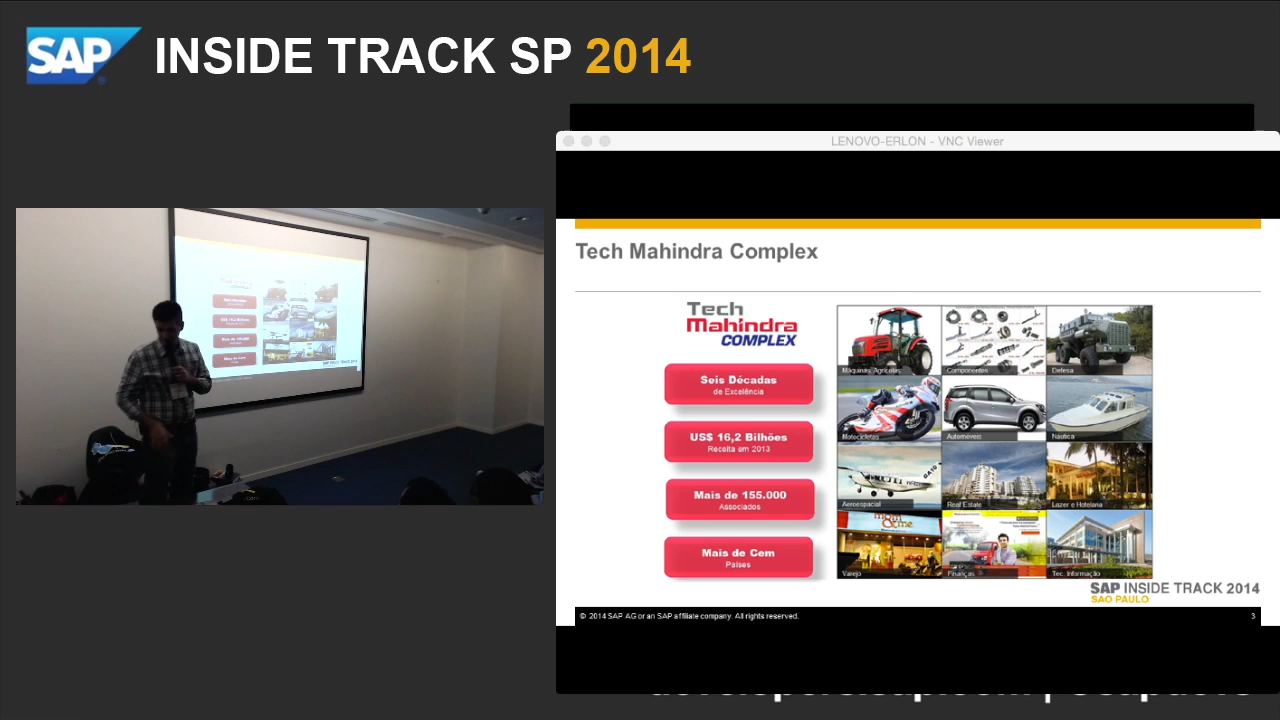 SAP INSIDE TRACK SP 2014
LENOVO-ERLON - VNC Viewer
Tech Mahindra Complex
Tech
Mahindra
COMPLEX
Seis Décadas
de Excelência
US$ 16,2 Bilhões
Receita em 2013
Mais de 155.000
Associados
Mais de Cem
Países
Máquinas Agrícolas
Componentes
Defesa
Motocicletas
Automóveis
Náutica
Aeroespacial
Real Estate
Lazer e Hotelaria
mom
&me
Varejo
Finanças
Tec. Informação
SAP INSIDE TRACK 2014
SAO PAULO
© 2014 SAP AG or an SAP affiliate company. All rights reserved.
3